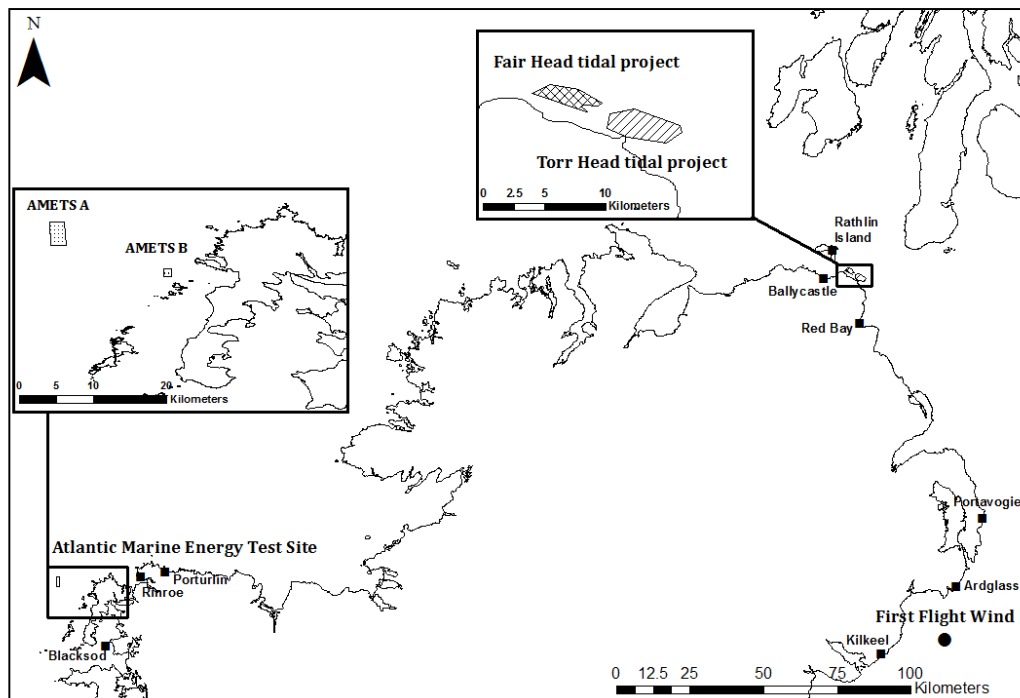 N
Fair Head tidal project
Torr Head tidal project
0 2.5 5 10
Kilometers
AMETS A
AMETS B
0 5 10 20
Kilometers
Rathlin
Island
Ballycastle
Red Bay
Portavogie
Atlantic Marine Energy Test Site
Porturlin
Rinroe
Ardglass
First Flight Wind
Kilkeel
Blacksod
0 12.5 25 50 75 100
Kilometers